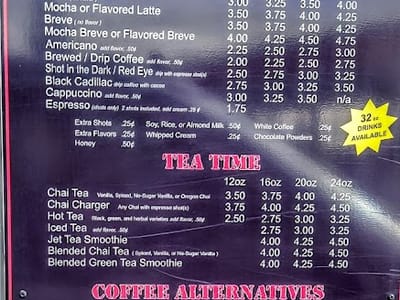 Mocha or Flavored Latte 3.50 3.75 4.00 4.25
Breve ( no flavor ) 3.50 3.75 4.00 4.25
Mocha Breve or Flavored Breve 4.00 4.25 4.50 4.75
Americano add flavor, .50¢ 2.25 2.50 2.75 3.00
Brewed / Drip Coffee add flavor, .50¢ 2.00 2.25 2.50 2.75
Shot in the Dark / Red Eye drip with espresso shot(s) 2.50 2.75 3.00 3.25
Black Cadillac drip coffee with cocoa 2.75 3.00 3.25 3.50
Cappuccino add flavor, .50¢ 3.00 3.25 3.50 n/a
Espresso (shots only) 2 shots included, add cream .25 ¢ 1.75
Extra Shots .25¢ Soy, Rice, or Almond Milk .50¢ White Coffee .25¢
Extra Flavors .25¢ Whipped Cream .25¢ Chocolate Powders .25¢
Honey .50¢
32 oz
DRINKS
AVAILABLE
TEA TIME
12oz 16oz 20oz 24oz
Chai Tea Vanilla, Spiced, No-Sugar Vanilla, or Oregon Chai 3.50 3.75 4.00 4.25
Chai Charger Any Chai with espresso shot(s) 3.75 4.00 4.25 4.50
Hot Tea Black, green, and herbal varieties add flavor, .50¢ 2.50 2.75 3.00 3.25
Iced Tea add flavor .50¢ 2.75 3.00 3.25
Jet Tea Smoothie 4.00 4.25 4.50
Blended Chai Tea ( Spiced, Vanilla, or No-Sugar Vanilla ) 4.00 4.25 4.50
Blended Green Tea Smoothie 4.00 4.25 4.50
COFFEE ALTERNATIVES